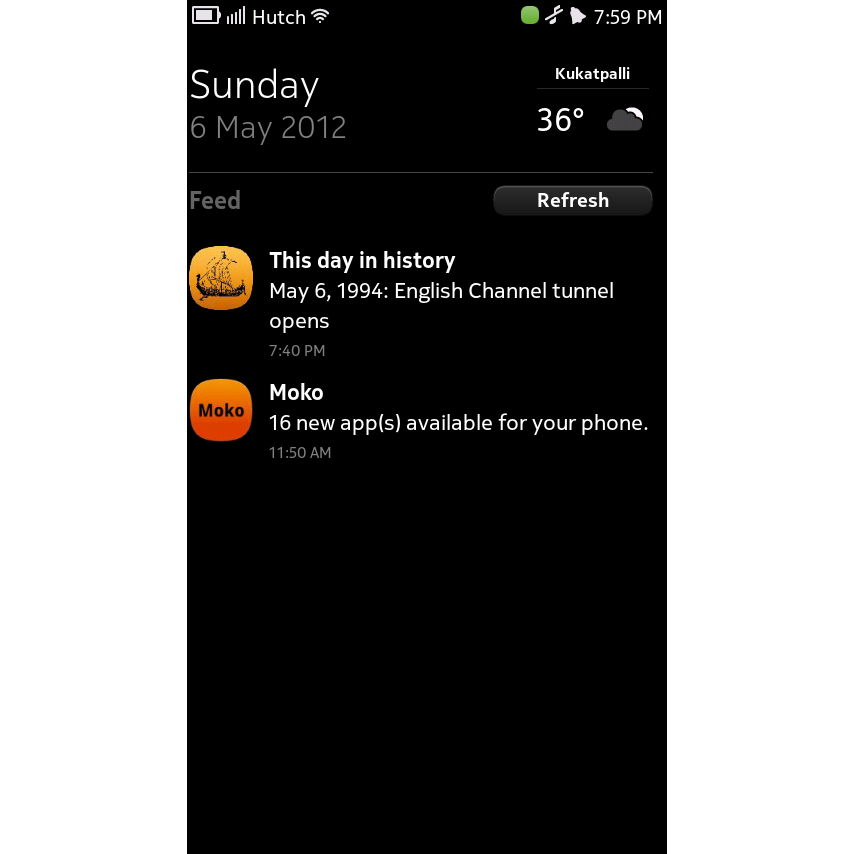 Hutch 7:59 PM
Sunday
6 May 2012
Kukatpalli
36°
Feed
Refresh
This day in history
May 6, 1994: English Channel tunnel
opens
7:40 PM
Moko
Moko
16 new app(s) available for your phone.
11:50 AM